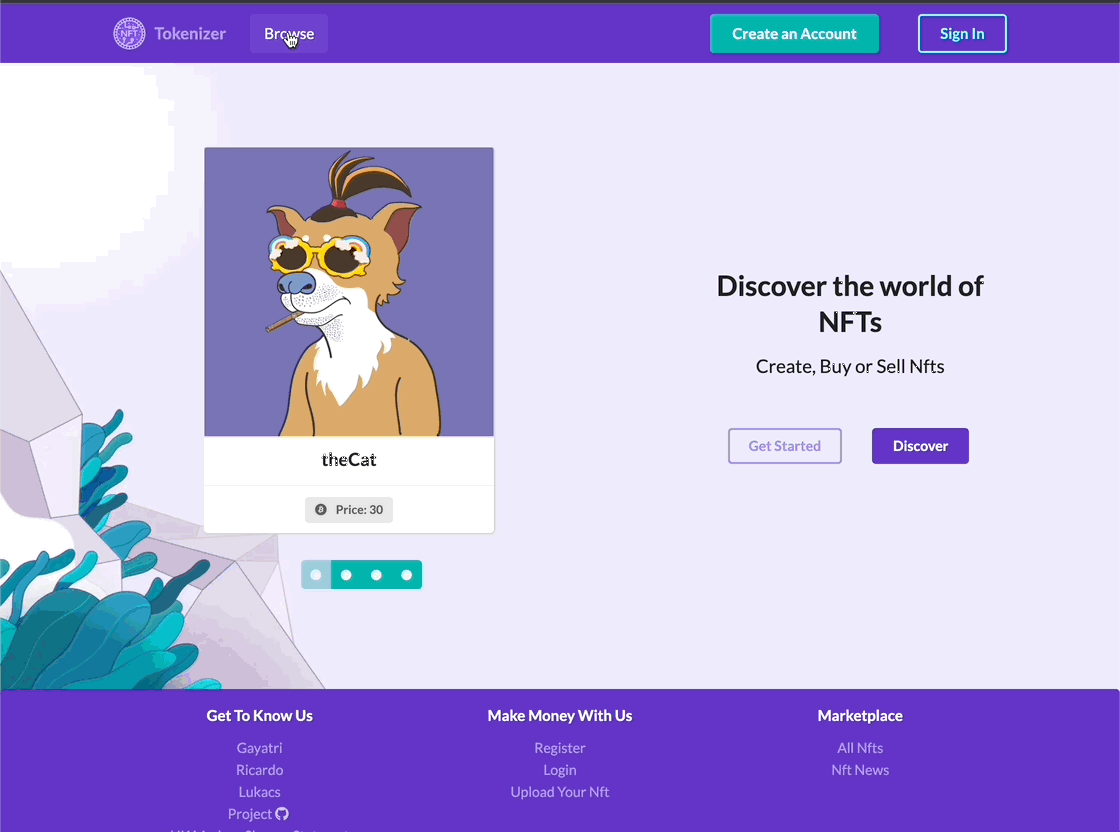 NFT
Tokenizer
Browse
Create an Account
Sign In
theCat
Price: 30
Discover the world of
NFTs
Create, Buy or Sell Nfts
Get Started
Discover
Get To Know Us
Gayatri
Ricardo
Lukacs
Project
Make Money With Us
Register
Login
Upload Your Nft
Marketplace
All Nfts
Nft News